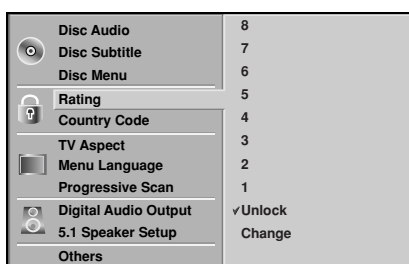 Disc Audio
Disc Subtitle
Disc Menu
Rating
Country Code
TV Aspect
Menu Language
Progressive Scan
Digital Audio Output
5.1 Speaker Setup
Others
8
7
6
5
4
3
2
1
✓Unlock
Change